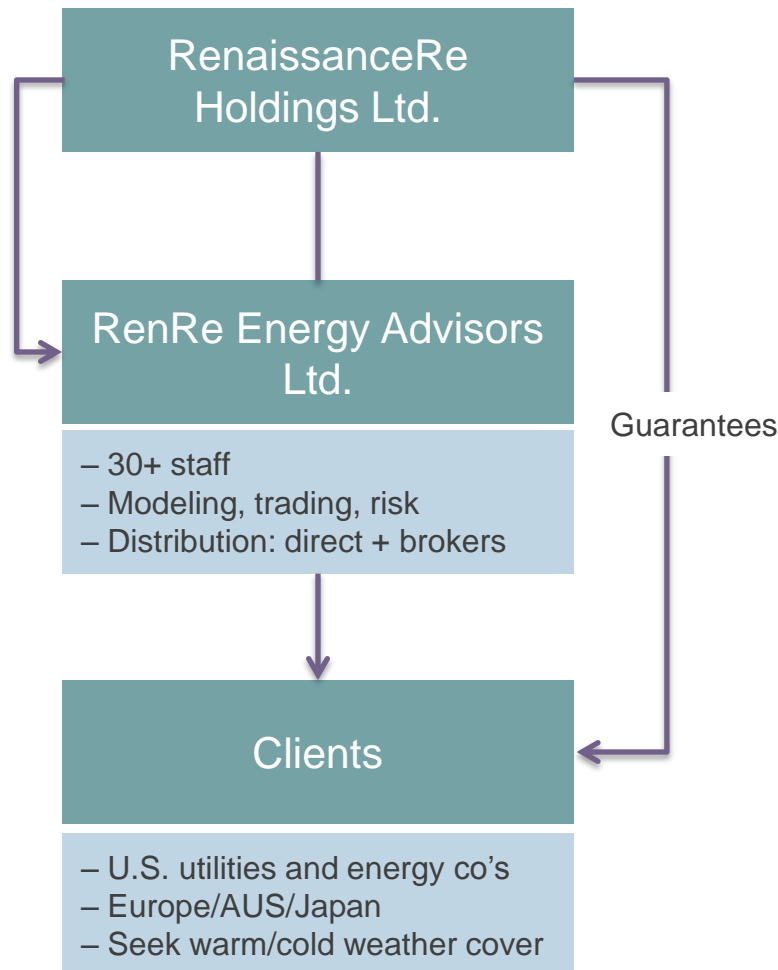 RenaissanceRe
Holdings Ltd.
RenRe Energy Advisors
Ltd.
Guarantees
– 30+ staff
– Modeling, trading, risk
– Distribution: direct + brokers
Clients
– U.S. utilities and energy co’s
– Europe/AUS/Japan
– Seek warm/cold weather cover